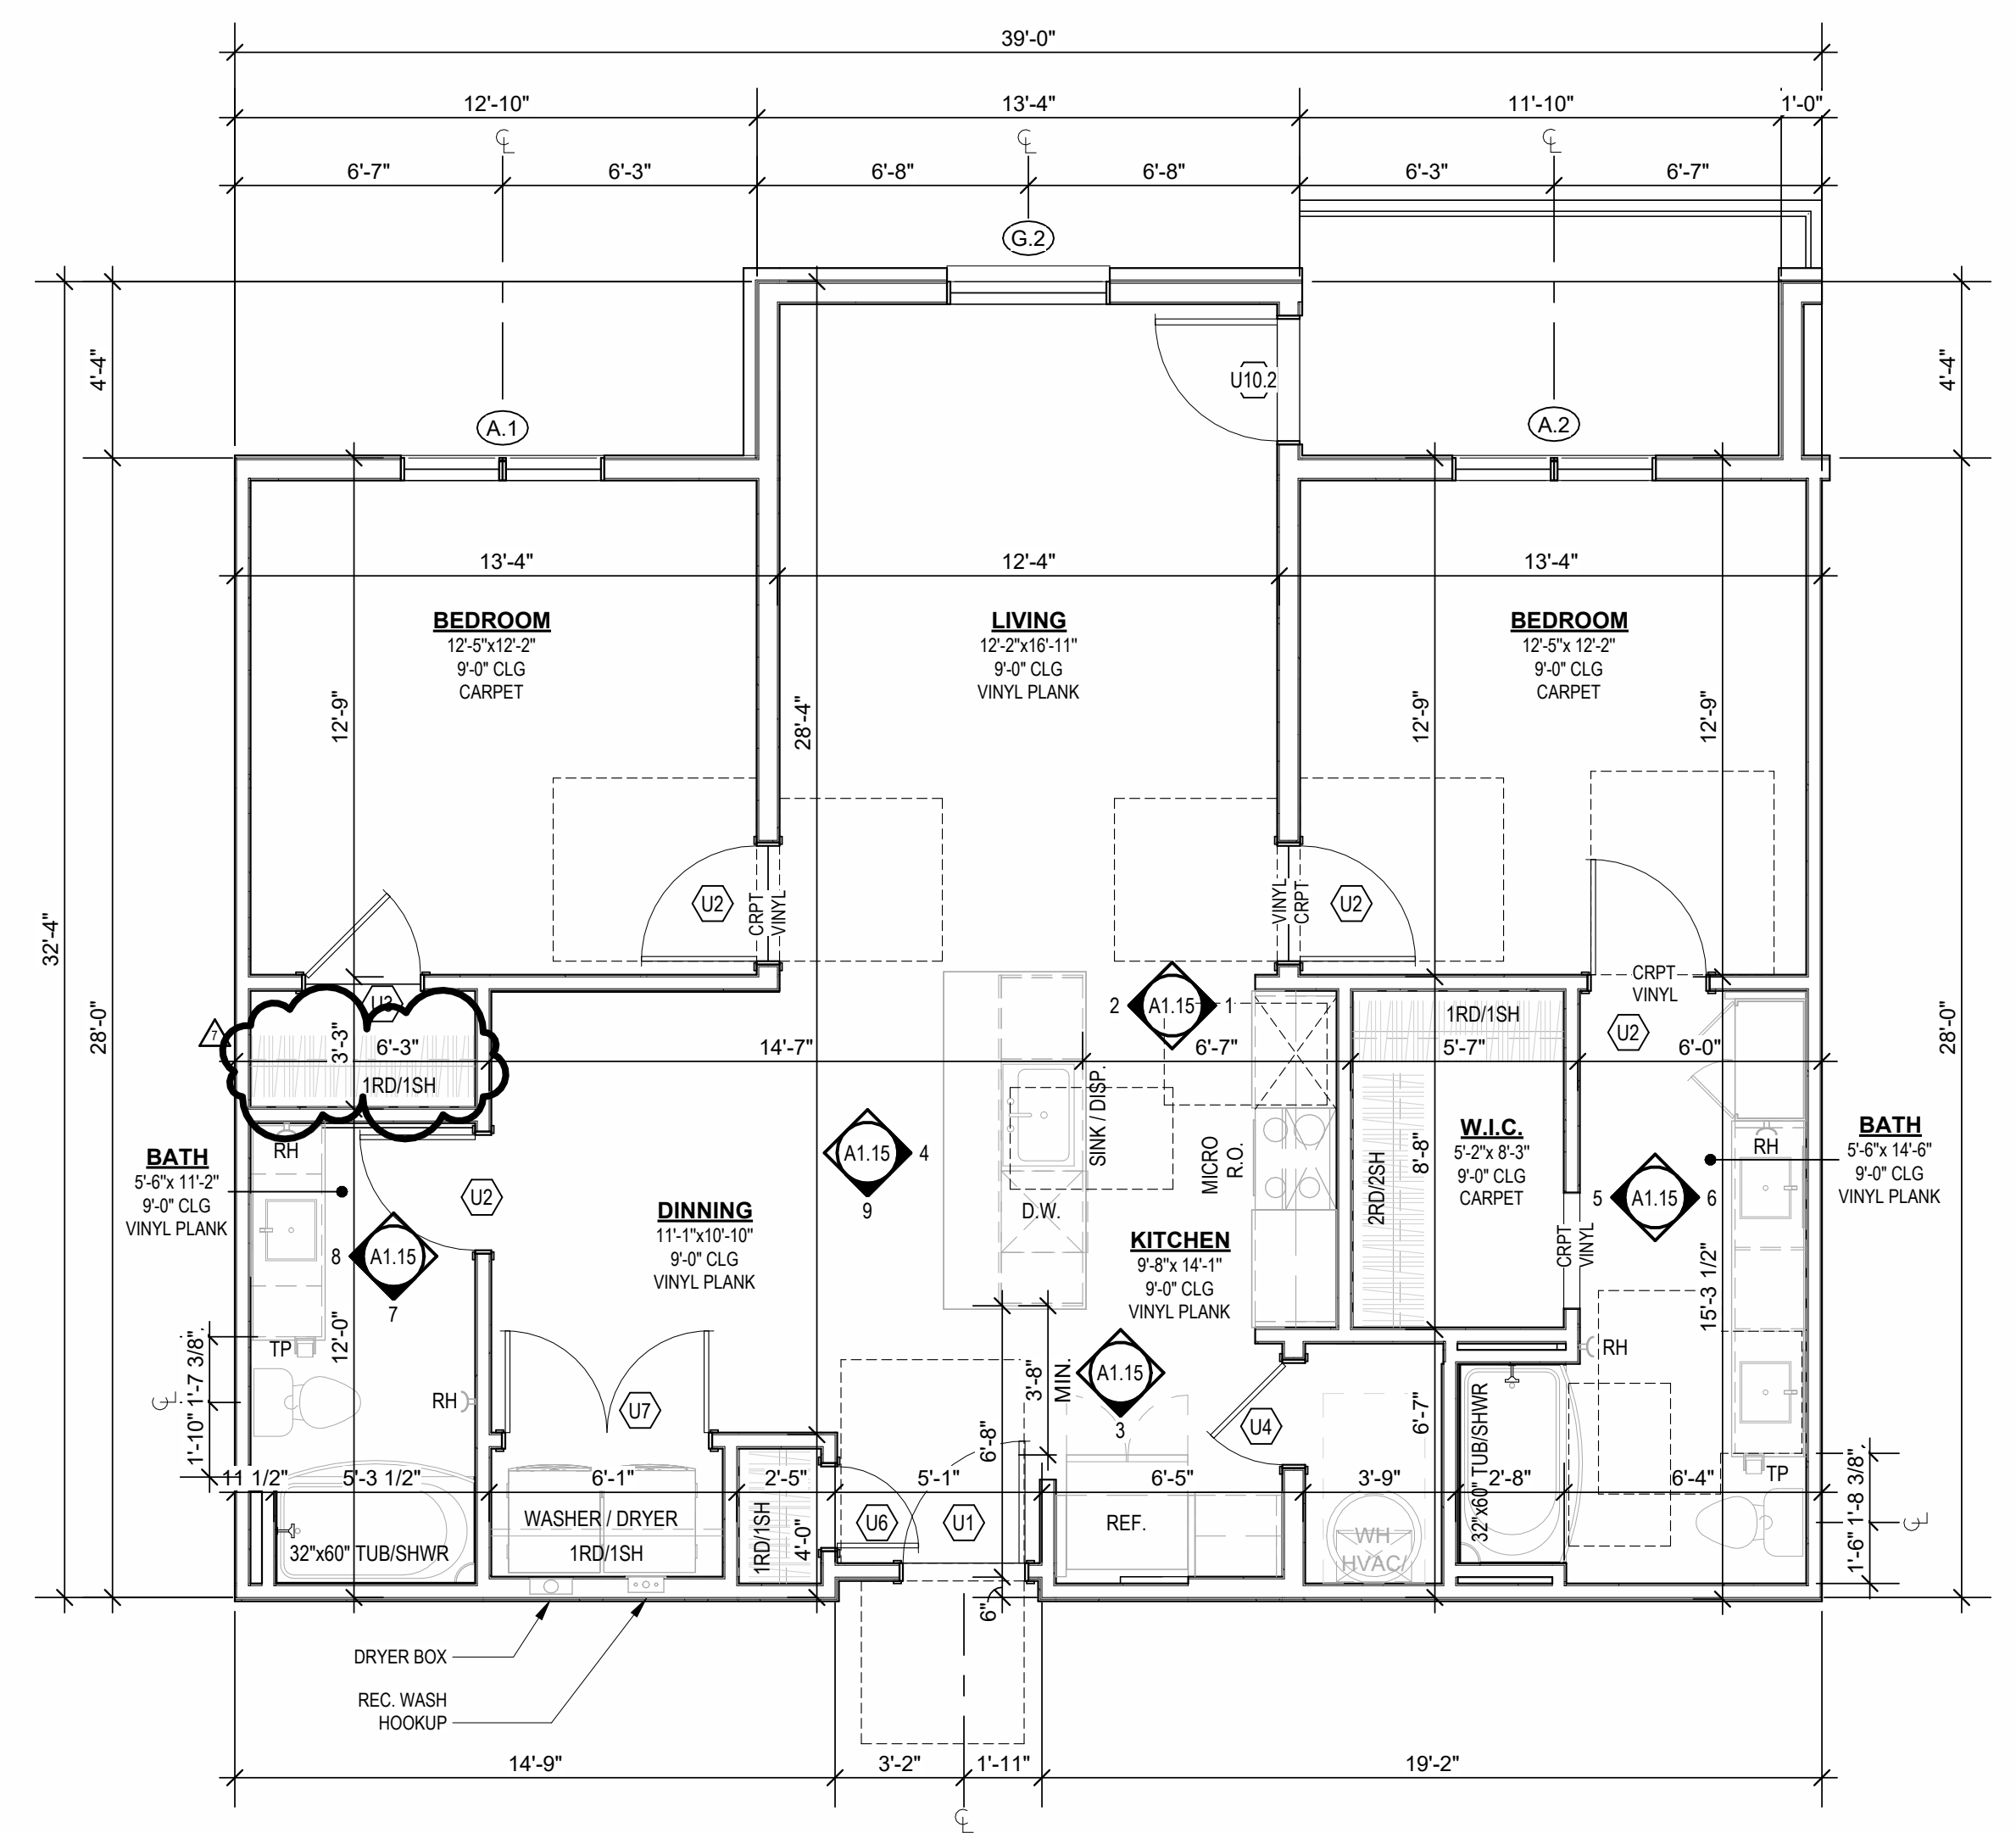 39'-0"
12'-10"
13'-4"
11'-10"
1'-0"
6'-7"
6'-3"
6'-8"
6'-8"
6'-3"
6'-7"
G.2
A.1
A.2
U10.2
4'-4"
4'-4"
13'-4"
12'-4"
13'-4"
BEDROOM
12'-5"x12'-2"
9'-0" CLG
CARPET
LIVING
12'-2"x16'-11"
9'-0" CLG
VINYL PLANK
BEDROOM
12'-5"x 12'-2"
9'-0" CLG
CARPET
12'-9"
28'-4"
12'-9"
12'-9"
U2
CRPT
VINYL
VINYL
CRPT
U2
32'-4"
28'-0"
28'-0"
CRPT
VINYL
U2
7
3'-3"
6'-3"
1RD/1SH
14'-7"
2
A1.15
1
6'-7"
1RD/1SH
5'-7"
6'-0"
BATH
5'-6"x 11'-2"
9'-0" CLG
VINYL PLANK
RH
U2
8
A1.15
7
12'-0"
DINNING
11'-1"x10'-10"
9'-0" CLG
VINYL PLANK
A1.15
4
9
SINK / DISP.
D.W.
MICRO
R.O.
KITCHEN
9'-8"x 14'-1"
9'-0" CLG
VINYL PLANK
2RD/2SH
8'-8"
W.I.C.
5'-2"x 8'-3"
9'-0" CLG
CARPET
CRPT
VINYL
5
A1.15
6
RH
15'-3 1/2"
BATH
5'-6"x 14'-6"
9'-0" CLG
VINYL PLANK
TP
1'-7 3/8"
1'-10"
RH
U7
3'-8"
MIN.
6'-8"
A1.15
3
U4
6'-7"
RH
32"x60" TUB/SHWR
TP
1'-8 3/8"
1'-6"
11 1/2"
5'-3 1/2"
6'-1"
2'-5"
5'-1"
6'-5"
3'-9"
2'-8"
6'-4"
WASHER / DRYER
1RD/1SH
32"x60" TUB/SHWR
1RD/1SH
4'-0"
U6
U1
REF.
WH
HVAC/
6"
DRYER BOX
REC. WASH
HOOKUP
14'-9"
3'-2"
1'-11"
19'-2"